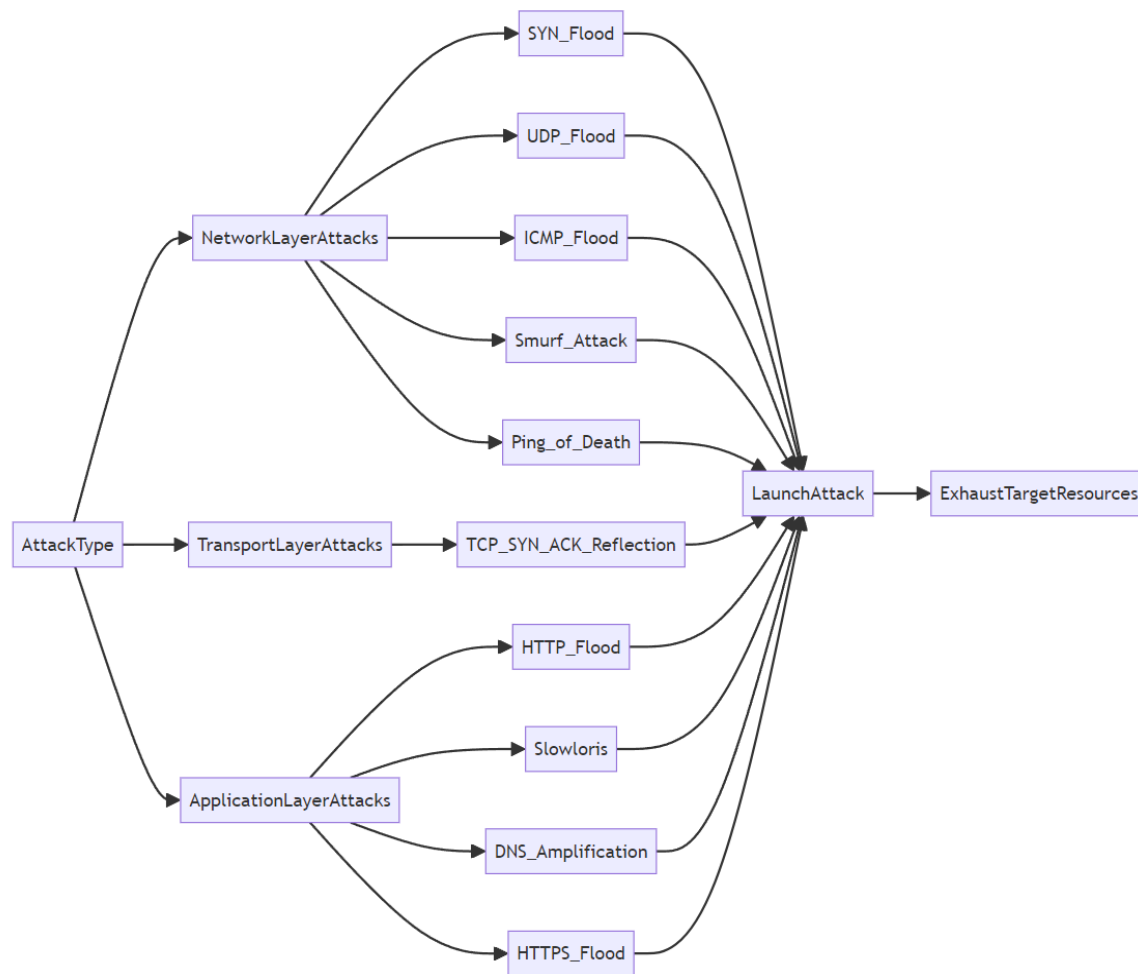 SYN_Flood
UDP_Flood
NetworkLayerAttacks
ICMP_Flood
Smurf_Attack
Ping_of_Death
LaunchAttack
ExhaustTargetResources
AttackType
TransportLayerAttacks
TCP_SYN_ACK_Reflection
HTTP_Flood
Slowloris
ApplicationLayerAttacks
DNS_Amplification
HTTPS_Flood